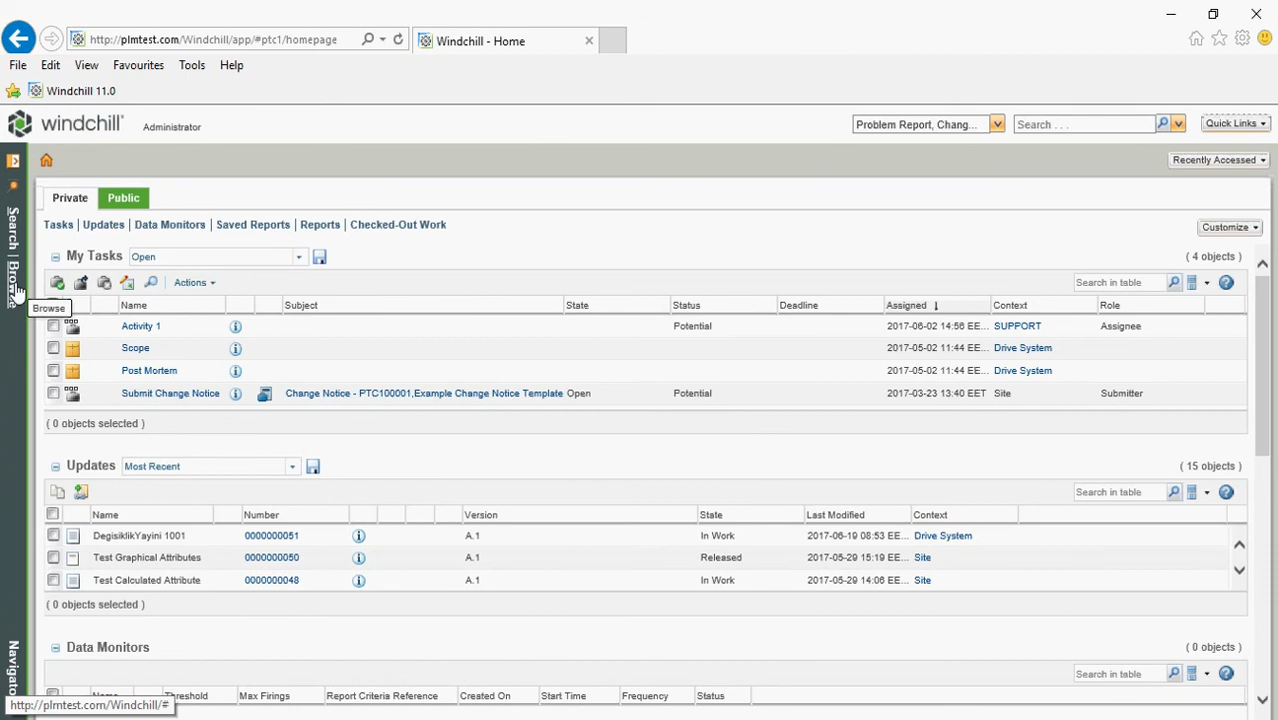 http://plmtest.com/Windchill/app/#ptc1/homepage
Windchill - Home
File Edit View Favourites Tools Help
Windchill 11.0
windchill Administrator
Problem Report, Chang...
Search . . .
Quick Links
Recently Accessed
Search | Browse
Browse
Private Public
Tasks | Updates | Data Monitors | Saved Reports | Reports | Checked-Out Work
Customize
My Tasks Open ( 4 objects )
Actions Search in table
Name Subject State Status Deadline Assigned Context Role
Activity 1 Potential 2017-06-02 14:56 EE... SUPPORT Assignee
Scope 2017-05-02 11:44 EE... Drive System
Post Mortem 2017-05-02 11:44 EE... Drive System
Submit Change Notice Change Notice - PTC100001,Example Change Notice Template Open Potential 2017-03-23 13:40 EET Site Submitter
( 0 objects selected )
Updates Most Recent ( 15 objects )
Search in table
Name Number Version State Last Modified Context
DegisiklikYayini 1001 0000000051 A.1 In Work 2017-06-19 08:53 EE... Drive System
Test Graphical Attributes 0000000050 A.1 Released 2017-05-29 15:19 EE... Site
Test Calculated Attribute 0000000048 A.1 In Work 2017-05-29 14:06 EE... Site
( 0 objects selected )
Data Monitors ( 0 objects )
Search in table
Name Threshold Max Firings Report Criteria Reference Created On Start Time Frequency Status
Navigato
http://plmtest.com/Windchill/#